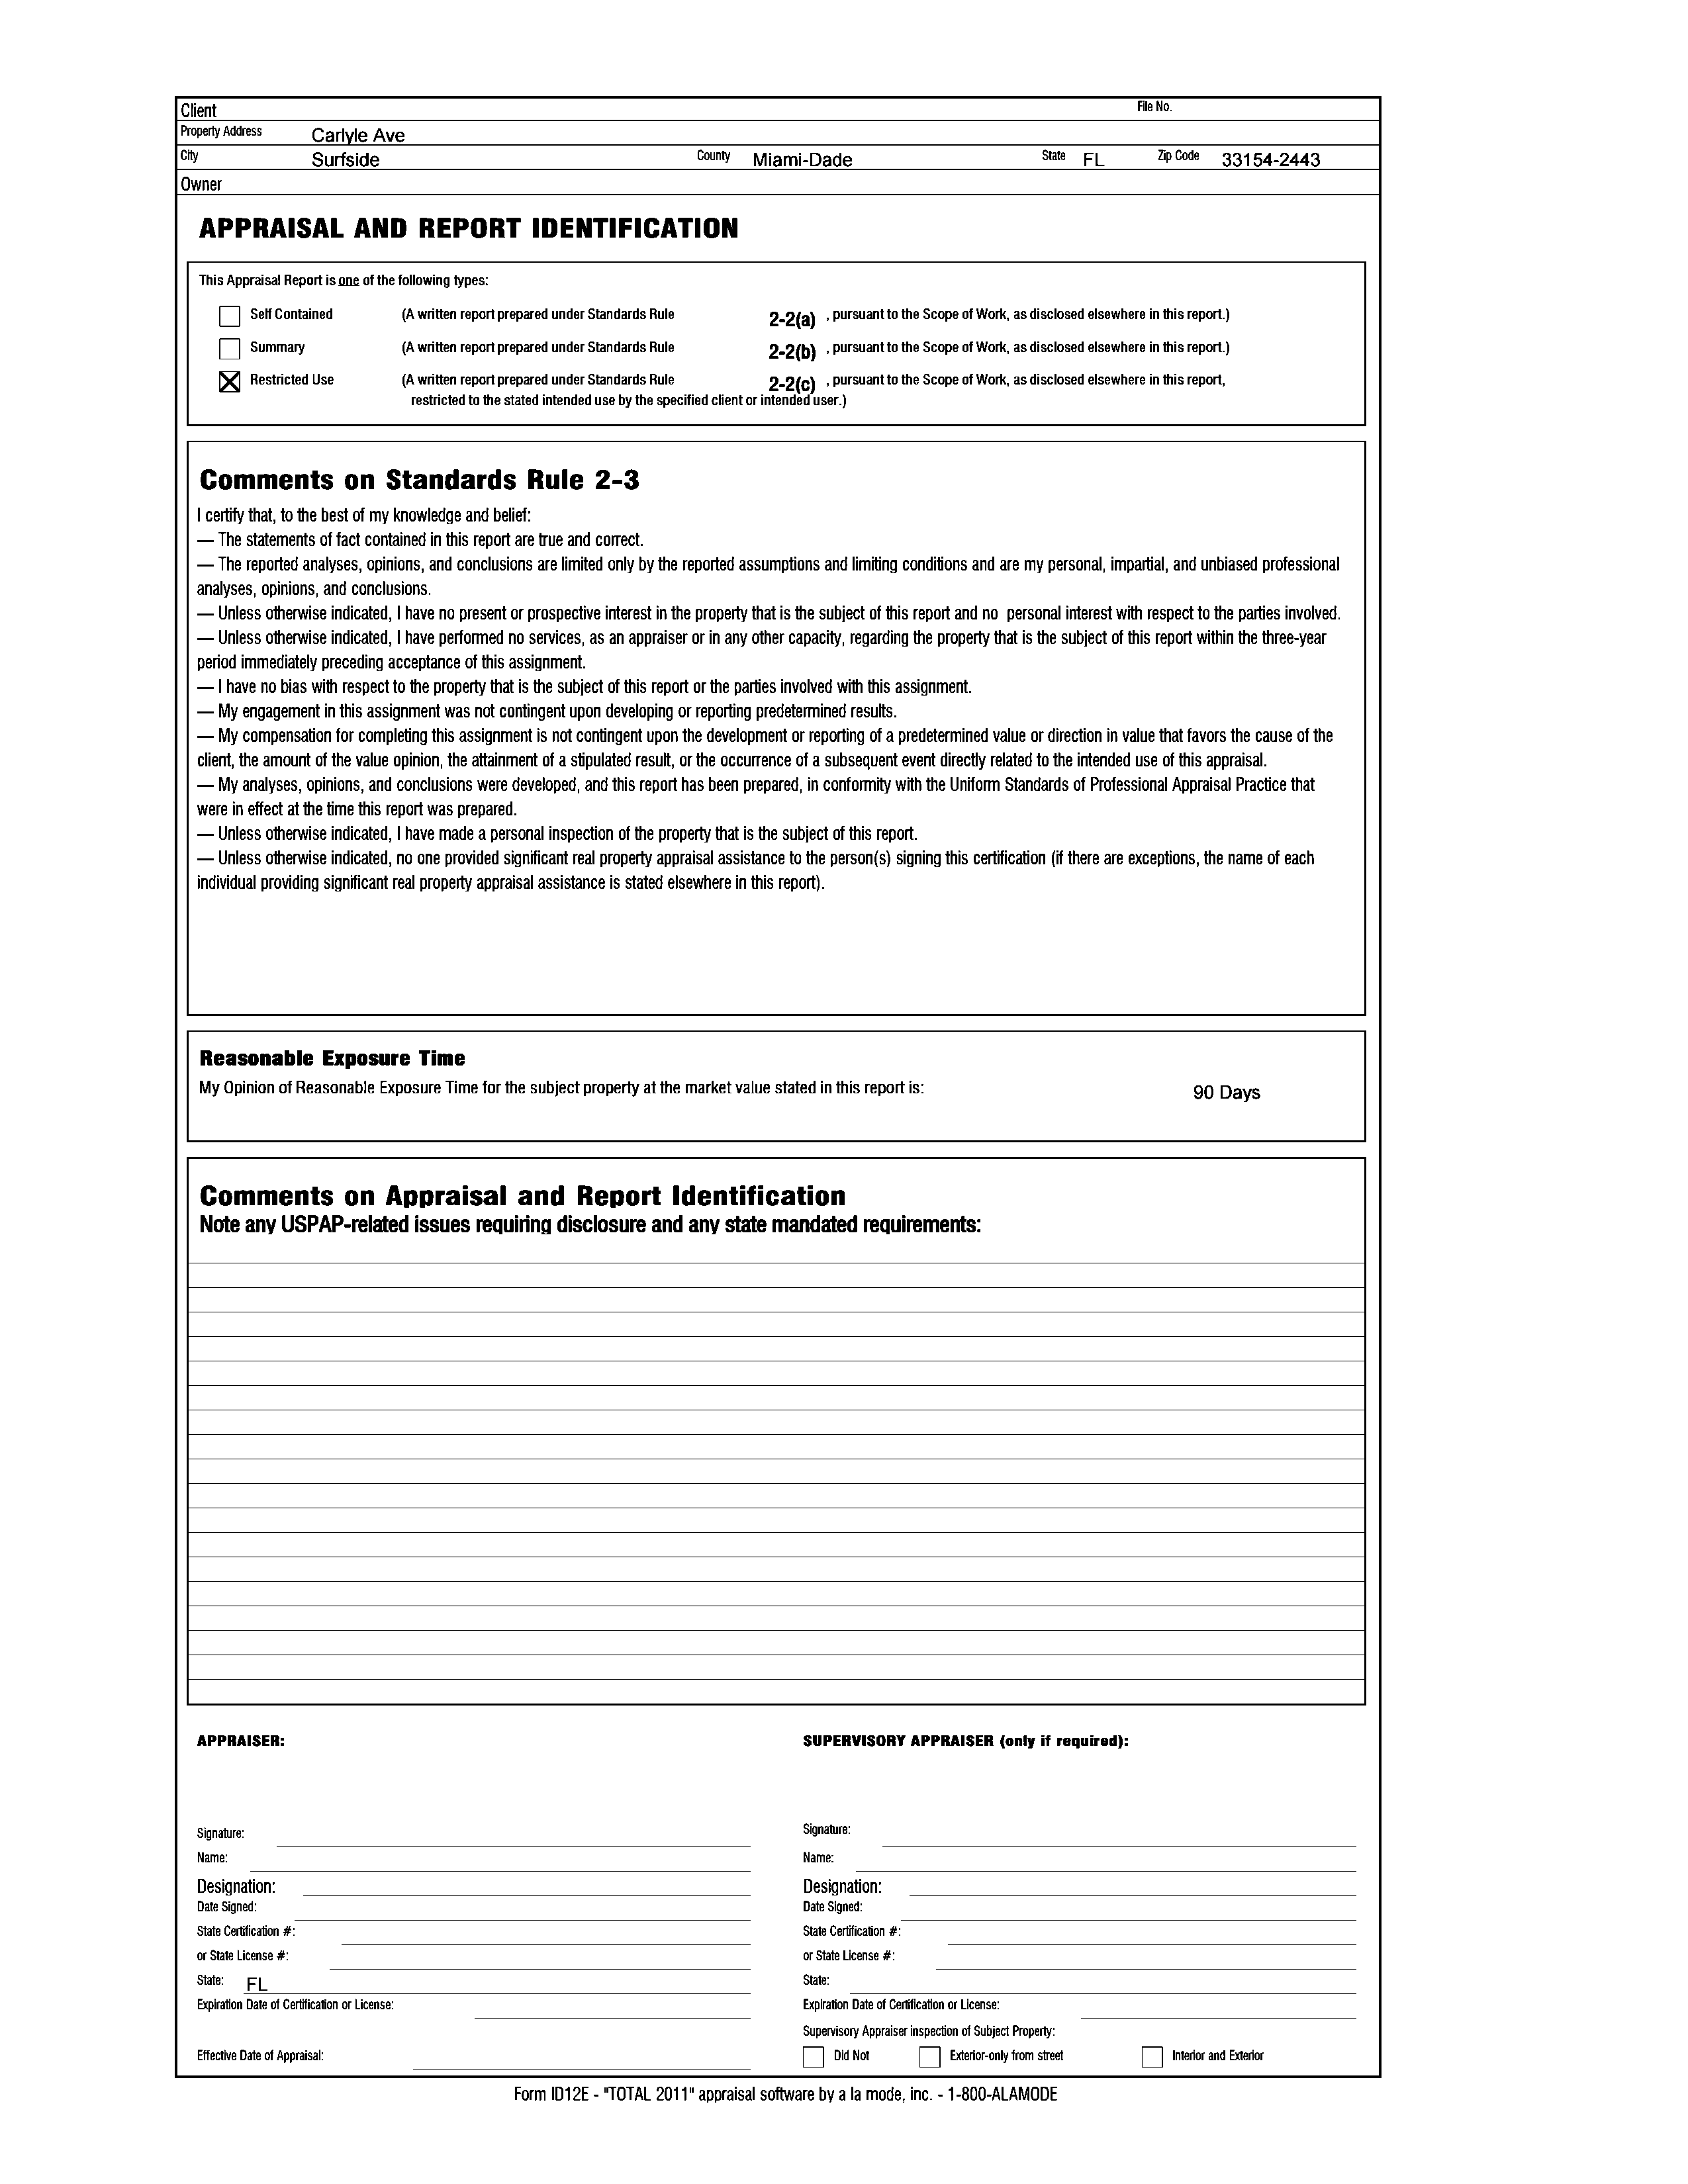 Client File No.
Property Address Carlyle Ave
City Surfside County Miami-Dade State FL Zip Code 33154-2443
Owner
APPRAISAL AND REPORT IDENTIFICATION
This Appraisal Report is one of the following types:
Self Contained (A written report prepared under Standards Rule 2-2(a) , pursuant to the Scope of Work, as disclosed elsewhere in this report.)
Summary (A written report prepared under Standards Rule 2-2(b) , pursuant to the Scope of Work, as disclosed elsewhere in this report.)
Restricted Use (A written report prepared under Standards Rule 2-2(c) , pursuant to the Scope of Work, as disclosed elsewhere in this report,
restricted to the stated intended use by the specified client or intended user.)
Comments on Standards Rule 2-3
I certify that, to the best of my knowledge and belief:
— The statements of fact contained in this report are true and correct.
— The reported analyses, opinions, and conclusions are limited only by the reported assumptions and limiting conditions and are my personal, impartial, and unbiased professional
analyses, opinions, and conclusions.
— Unless otherwise indicated, I have no present or prospective interest in the property that is the subject of this report and no personal interest with respect to the parties involved.
— Unless otherwise indicated, I have performed no services, as an appraiser or in any other capacity, regarding the property that is the subject of this report within the three-year
period immediately preceding acceptance of this assignment.
— I have no bias with respect to the property that is the subject of this report or the parties involved with this assignment.
— My engagement in this assignment was not contingent upon developing or reporting predetermined results.
— My compensation for completing this assignment is not contingent upon the development or reporting of a predetermined value or direction in value that favors the cause of the
client, the amount of the value opinion, the attainment of a stipulated result, or the occurrence of a subsequent event directly related to the intended use of this appraisal.
— My analyses, opinions, and conclusions were developed, and this report has been prepared, in conformity with the Uniform Standards of Professional Appraisal Practice that
were in effect at the time this report was prepared.
— Unless otherwise indicated, I have made a personal inspection of the property that is the subject of this report.
— Unless otherwise indicated, no one provided significant real property appraisal assistance to the person(s) signing this certification (if there are exceptions, the name of each
individual providing significant real property appraisal assistance is stated elsewhere in this report).
Reasonable Exposure Time
My Opinion of Reasonable Exposure Time for the subject property at the market value stated in this report is: 90 Days
Comments on Appraisal and Report Identification
Note any USPAP-related issues requiring disclosure and any state mandated requirements:
APPRAISER: SUPERVISORY APPRAISER (only if required):
Signature: Signature:
Name: Name:
Designation: Designation:
Date Signed: Date Signed:
State Certification #: State Certification #:
or State License #: or State License #:
State: FL State:
Expiration Date of Certification or License: Expiration Date of Certification or License:
Supervisory Appraiser inspection of Subject Property:
Effective Date of Appraisal: Did Not Exterior-only from street Interior and Exterior
Form ID12E - "TOTAL 2011" appraisal software by a la mode, inc. - 1-800-ALAMODE